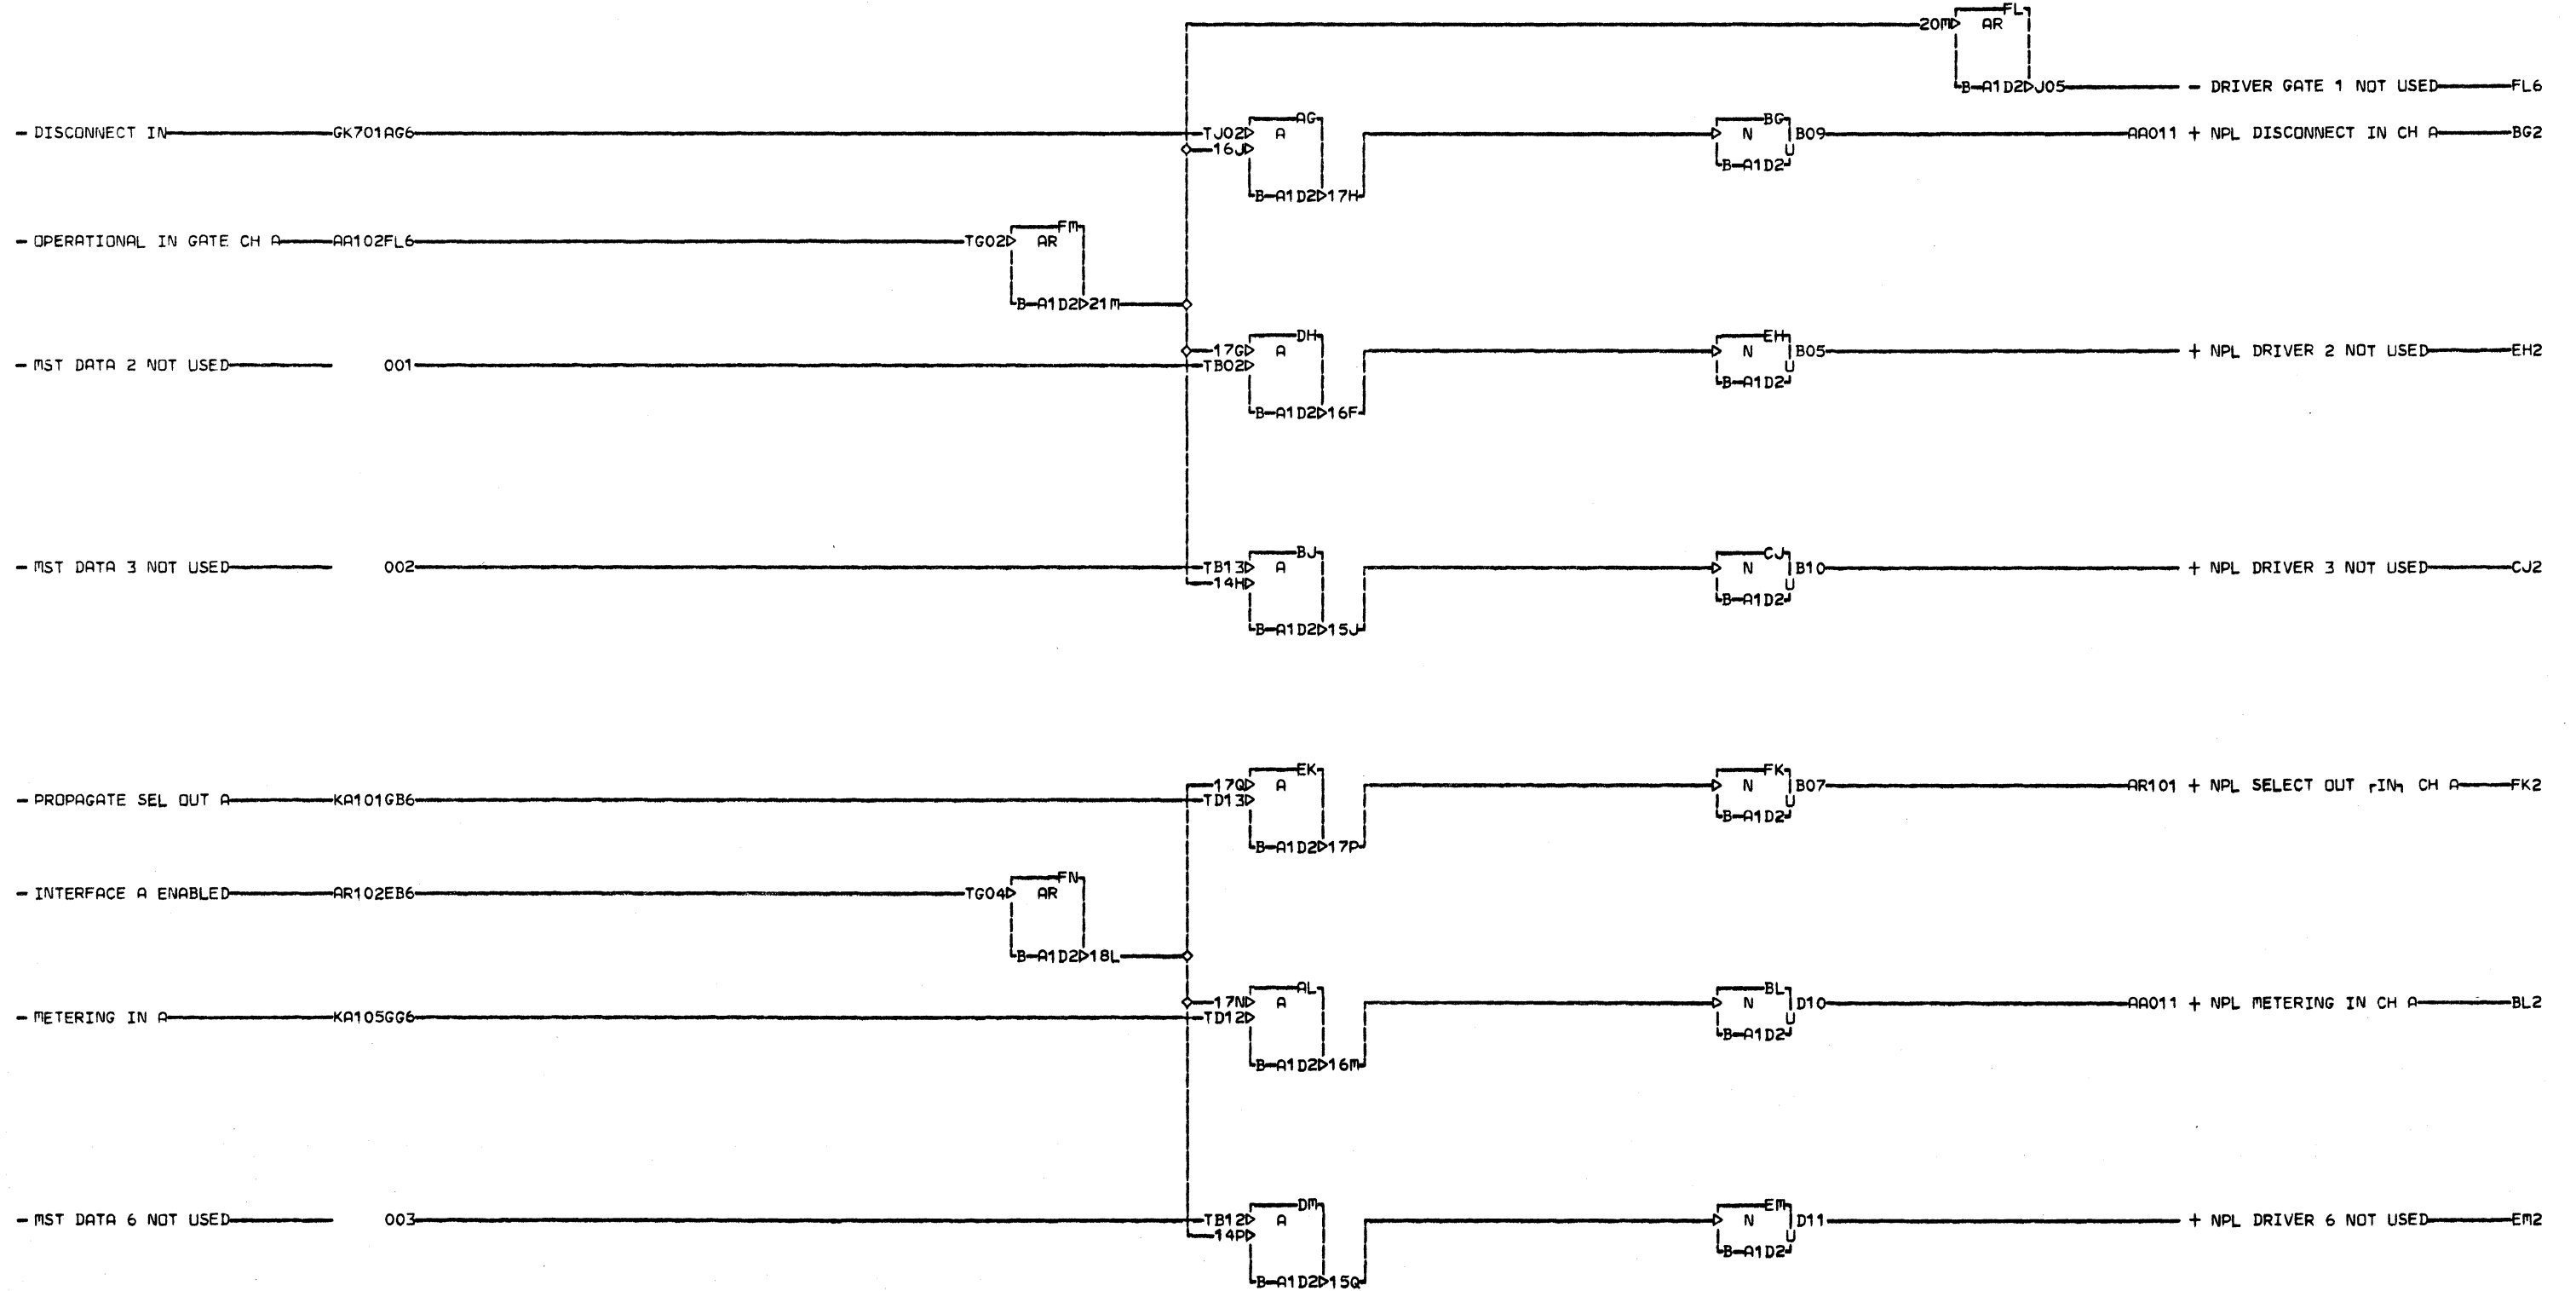 FL
20M AR
B A1D2 J05 - DRIVER GATE 1 NOT USED FL6
AG BG
- DISCONNECT IN GK701AG6 TJ02 A N B09 AA011 + NPL DISCONNECT IN CH A BG2
16J U
B A1D2
B A1D2 17H
FM
- OPERATIONAL IN GATE CH A AA102FL6 TG02 AR
B A1D2 21M
DH EH
17G A N B05 + NPL DRIVER 2 NOT USED EH2
- MST DATA 2 NOT USED 001 TB02 U
B A1D2
B A1D2 16F
BJ CJ
- MST DATA 3 NOT USED 002 TB13 A N B10 + NPL DRIVER 3 NOT USED CJ2
14H U
B A1D2
B A1D2 15J
EK FK
17Q A N B07 AR101 + NPL SELECT OUT ┌IN┐ CH A FK2
- PROPAGATE SEL OUT A KA101GB6 TD13 U
B A1D2
B A1D2 17P
FN
- INTERFACE A ENABLED AR102EB6 TG04 AR
B A1D2 18L
AL BL
17N A N D10 AA011 + NPL METERING IN CH A BL2
- METERING IN A KA105GG6 TD12 U
B A1D2
B A1D2 16M
DM EM
- MST DATA 6 NOT USED 003 TB12 A N D11 + NPL DRIVER 6 NOT USED EM2
14P U
B A1D2
B A1D2 15Q